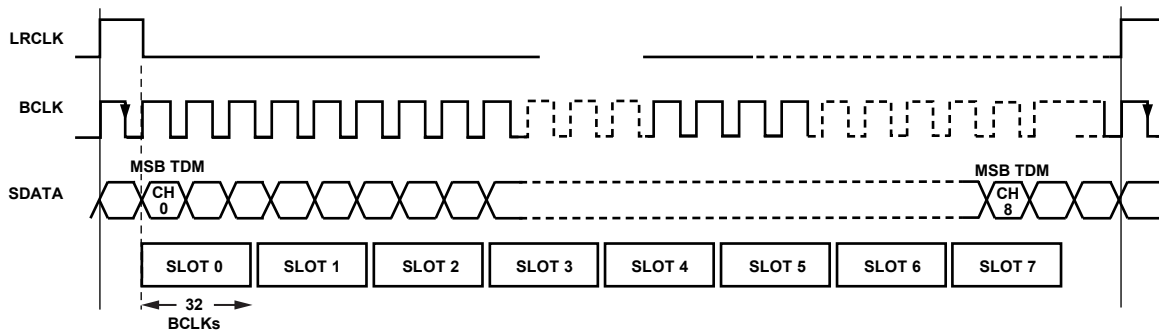 LRCLK
BCLK
MSB TDM
MSB TDM
SDATA
CH
0
CH
8
SLOT 0
SLOT 1
SLOT 2
SLOT 3
SLOT 4
SLOT 5
SLOT 6
SLOT 7
32
BCLKs